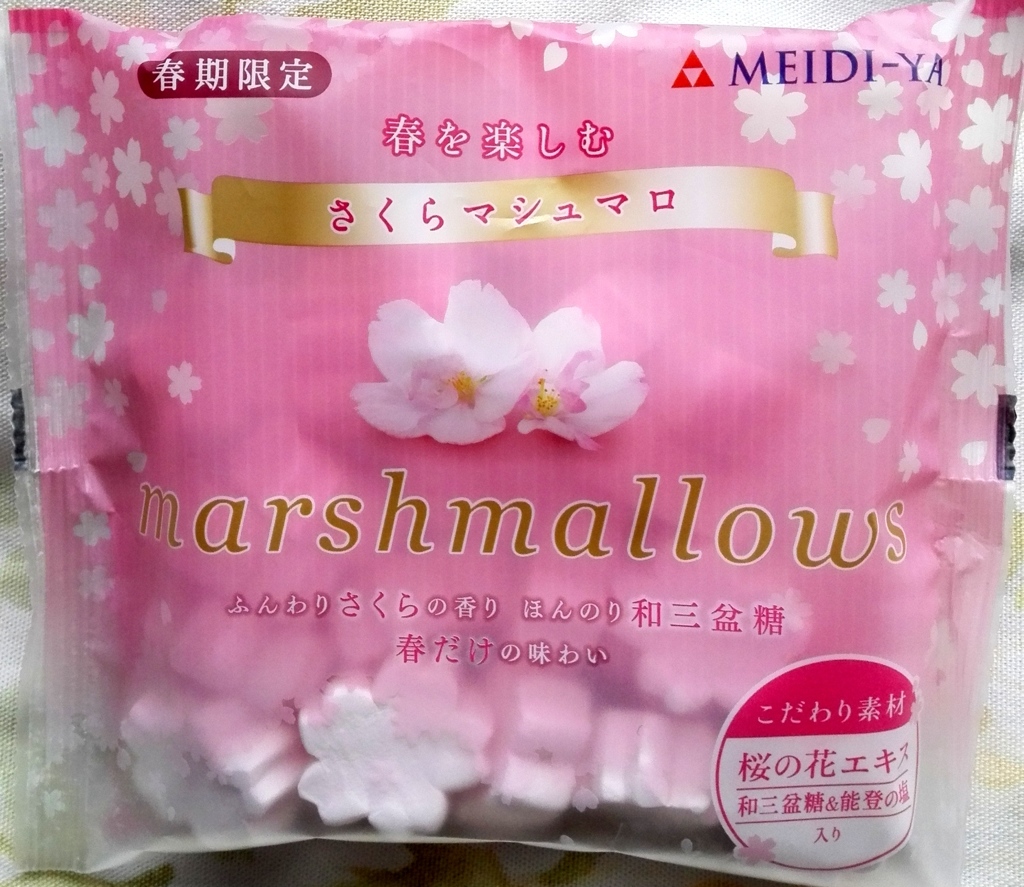 春期限定
MEIDI-YA
春を楽しむ
さくらマシュマロ
marshmallows
ふんわりさくらの香り ほんのり和三盆糖
春だけの味わい
こだわり素材
桜の花エキス
和三盆糖&能登の塩
入り